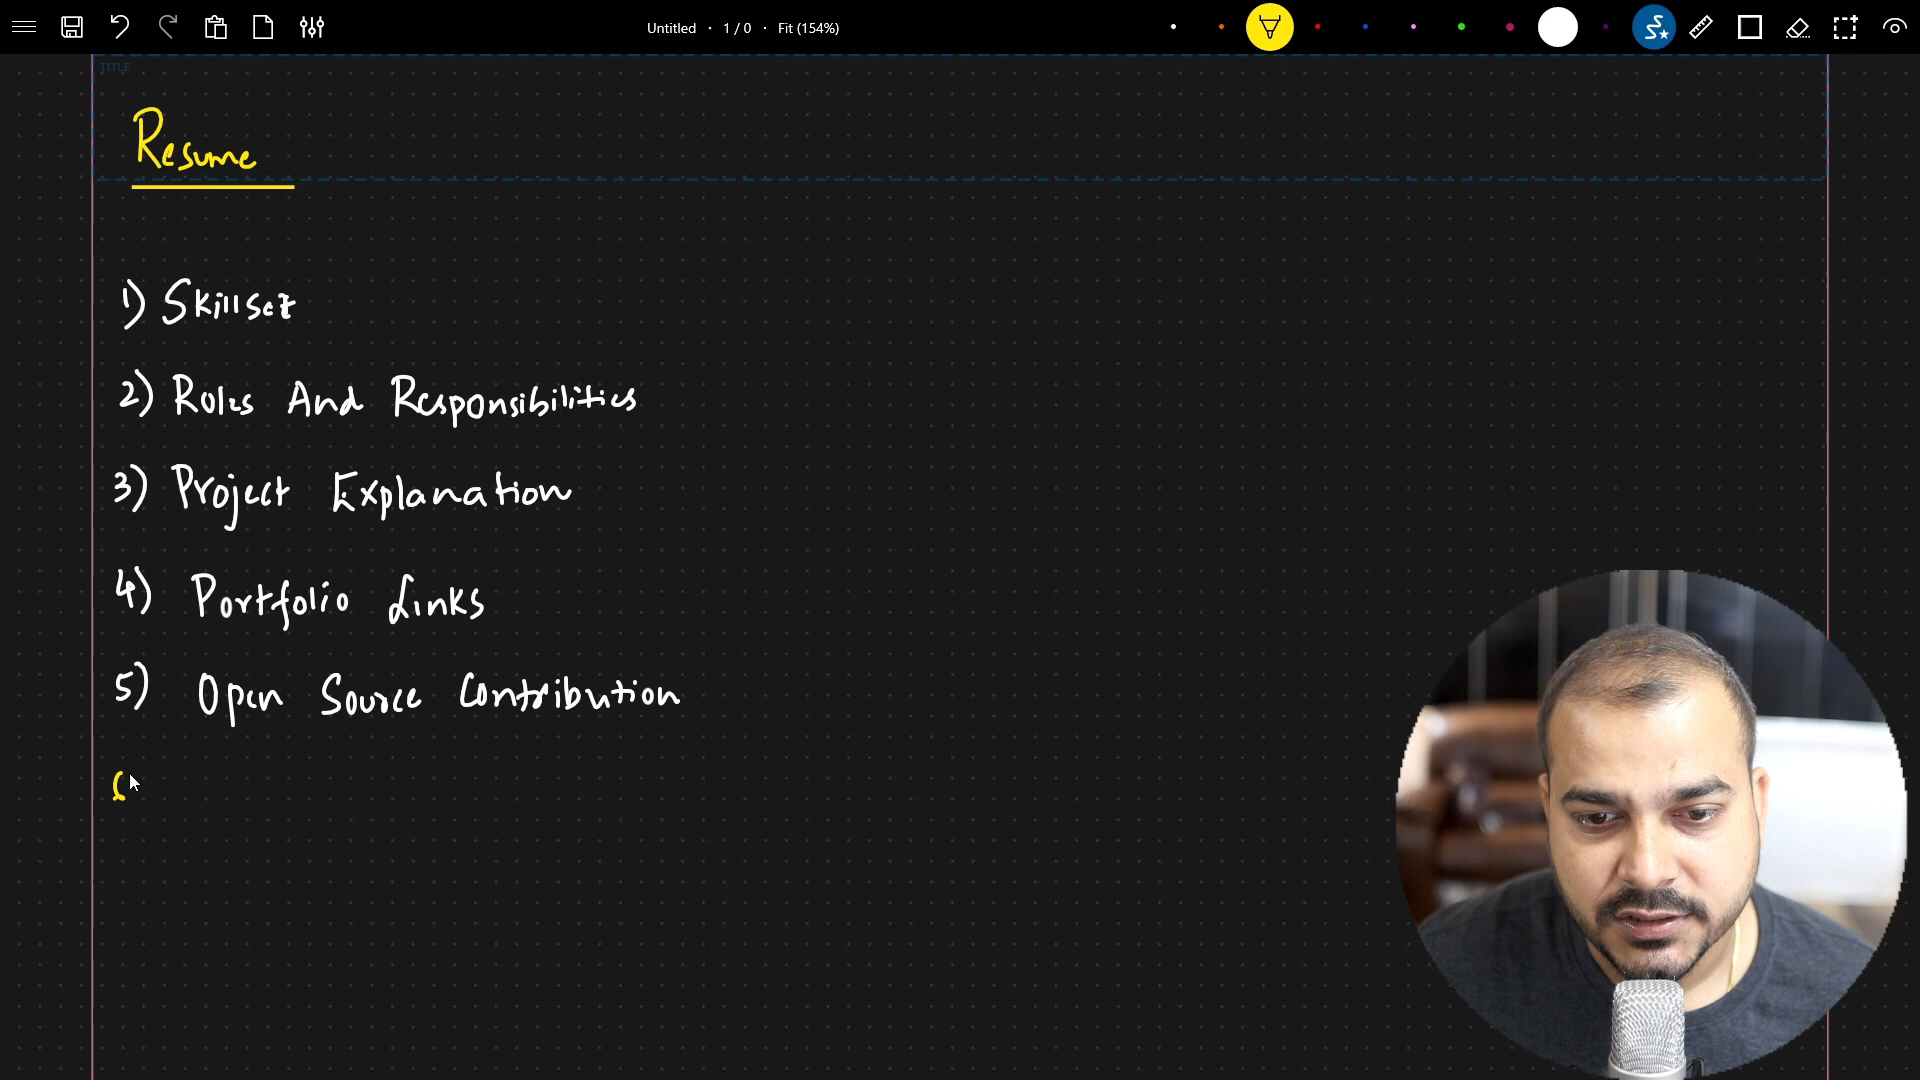 Untitled · 1 / 0 · Fit (154%)
TITLE
Resume
1) Skillset
2) Roles And Responsibilities
3) Project Explanation
4) Portfolio Links
5) Open Source Contribution